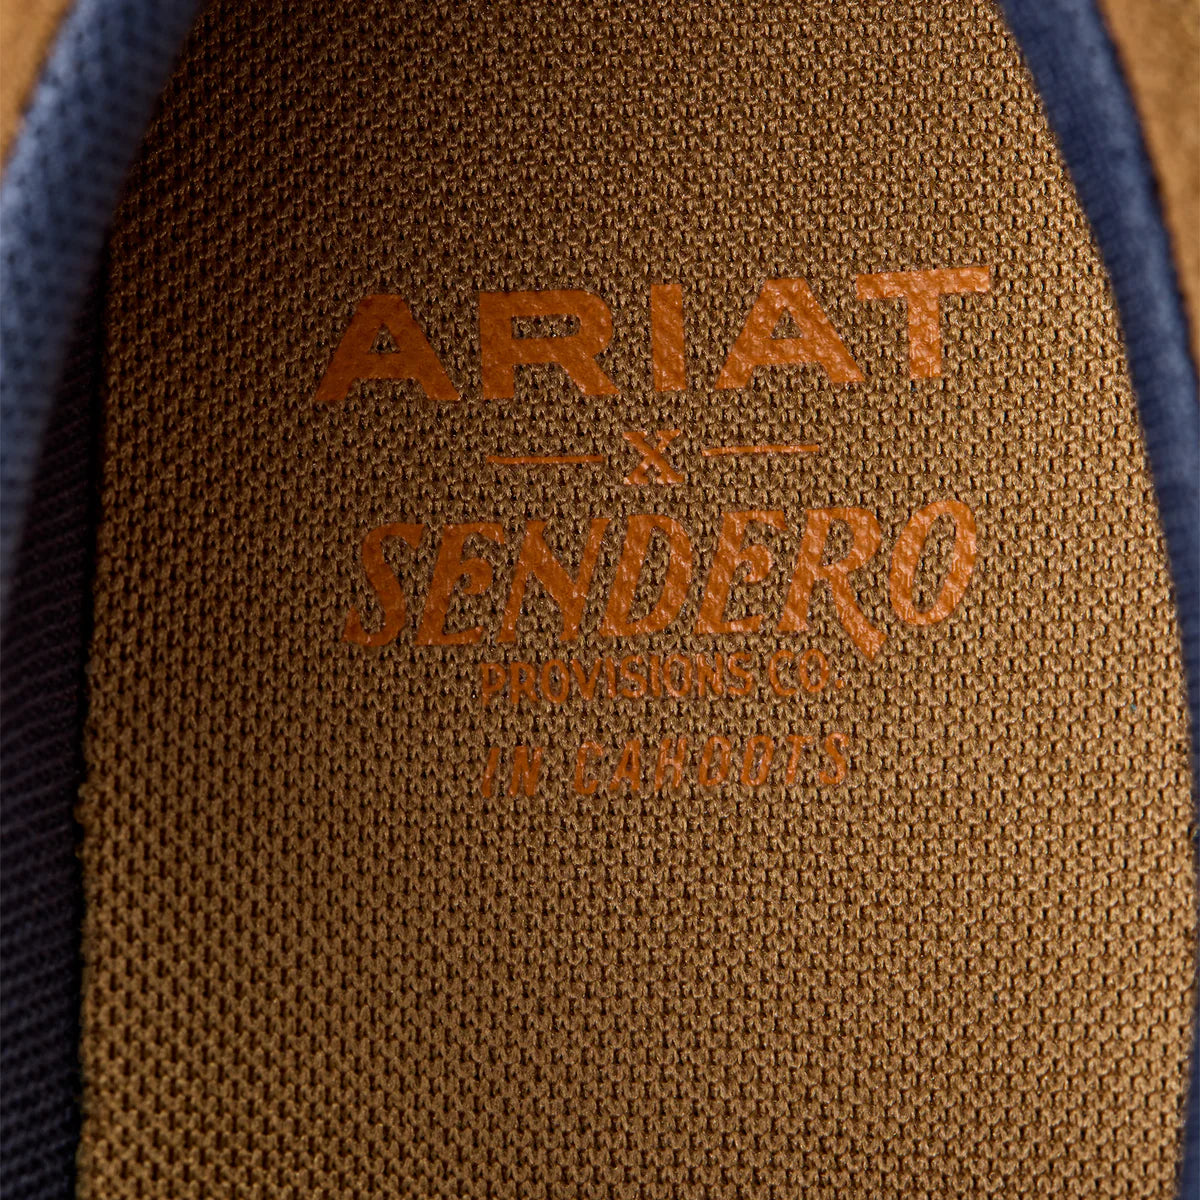 ARIAT
X
SENDERO
PROVISIONS CO.
IN CAHOOTS